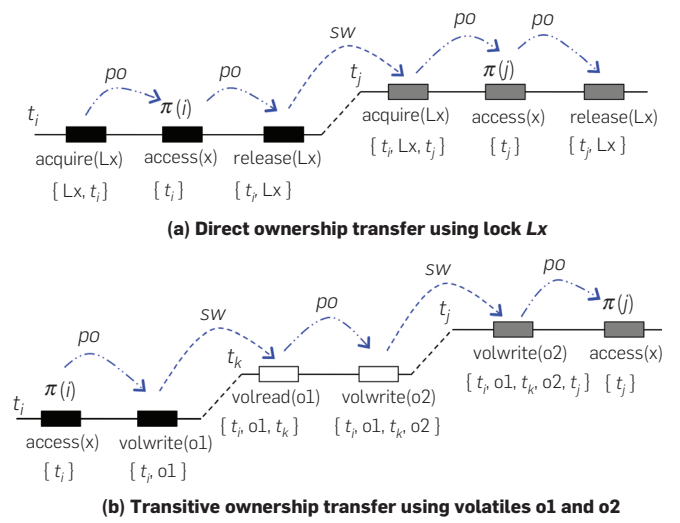 sw
po
po
t_j
π(j)
po
π(i)
po
t_i
acquire(Lx)
access(x)
release(Lx)
{ t_i, Lx, t_j }
{ t_j }
{ t_j, Lx }
acquire(Lx)
access(x)
release(Lx)
{ Lx, t_i }
{ t_i }
{ t_i, Lx }
(a) Direct ownership transfer using lock Lx
sw
po
t_j
π(j)
sw
po
volwrite(o2)
access(x)
t_k
{ t_i, o1, t_k, o2, t_j }
{ t_j }
po
π(i)
volread(o1)
volwrite(o2)
t_i
{ t_i, o1, t_k }
{ t_i, o1, t_k, o2 }
access(x)
volwrite(o1)
{ t_i }
{ t_i, o1 }
(b) Transitive ownership transfer using volatiles o1 and o2